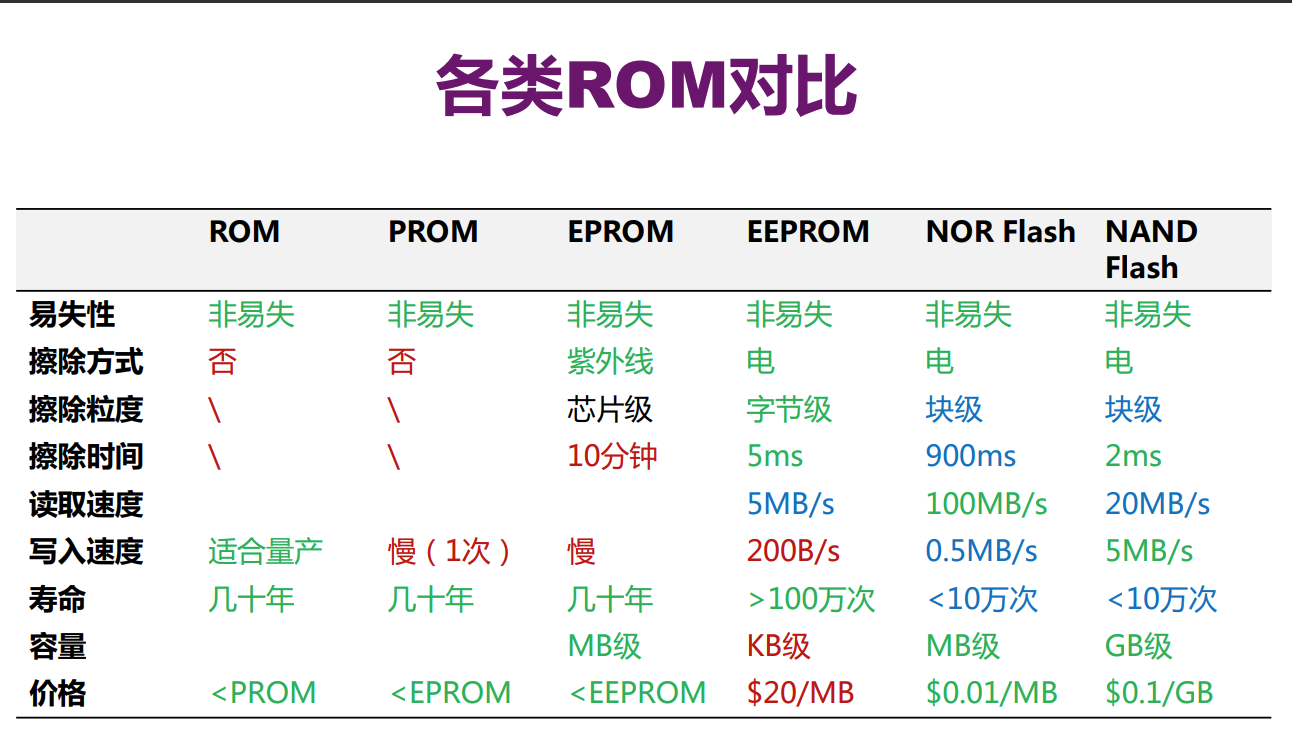 各类ROM对比
ROM PROM EPROM EEPROM NOR Flash NAND Flash
易失性 非易失 非易失 非易失 非易失 非易失 非易失
擦除方式 否 否 紫外线 电 电 电
擦除粒度 \ \ 芯片级 字节级 块级 块级
擦除时间 \ \ 10分钟 5ms 900ms 2ms
读取速度 5MB/s 100MB/s 20MB/s
写入速度 适合量产 慢（1次） 慢 200B/s 0.5MB/s 5MB/s
寿命 几十年 几十年 几十年 >100万次 <10万次 <10万次
容量 MB级 KB级 MB级 GB级
价格 <PROM <EPROM <EEPROM $20/MB $0.01/MB $0.1/GB